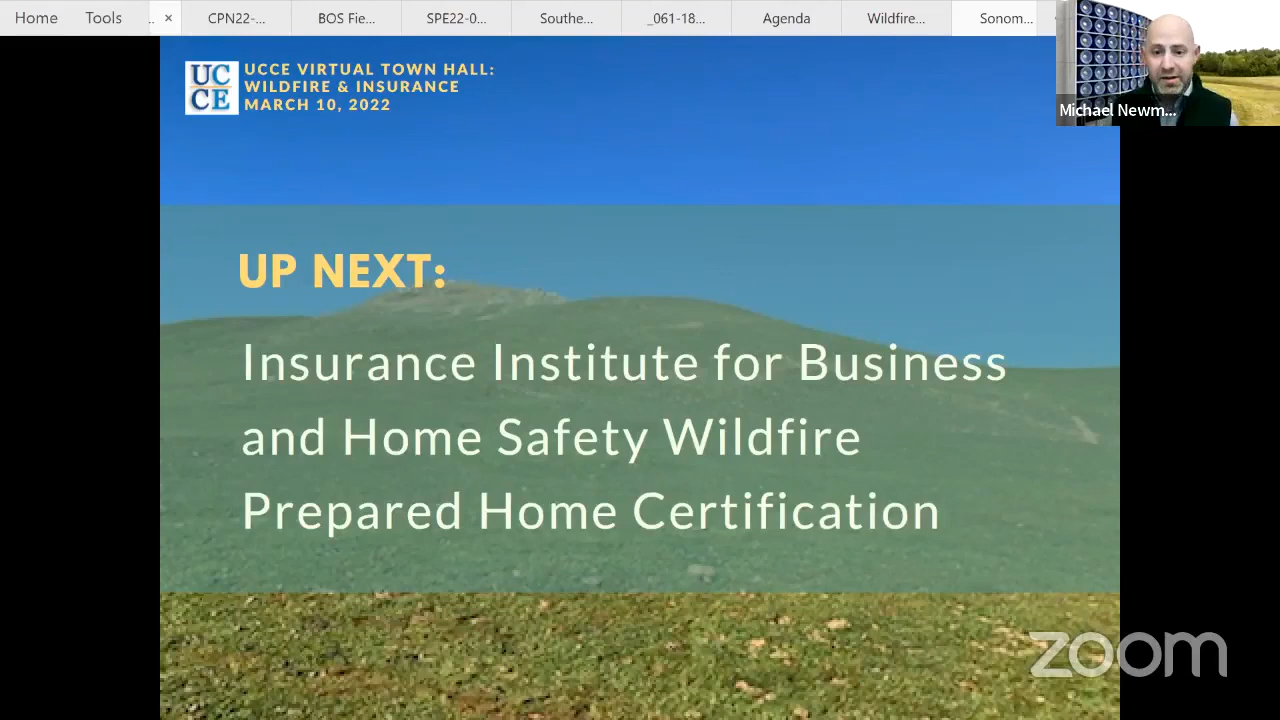 Home
Tools
..
×
CPN22-...
BOS Fie...
SPE22-0...
Southe...
_061-18...
Agenda
Wildfire...
Sonom...
Michael Newm...
UC
CE
UCCE VIRTUAL TOWN HALL:
WILDFIRE & INSURANCE
MARCH 10, 2022
UP NEXT:
Insurance Institute for Business
and Home Safety Wildfire
Prepared Home Certification
zoom